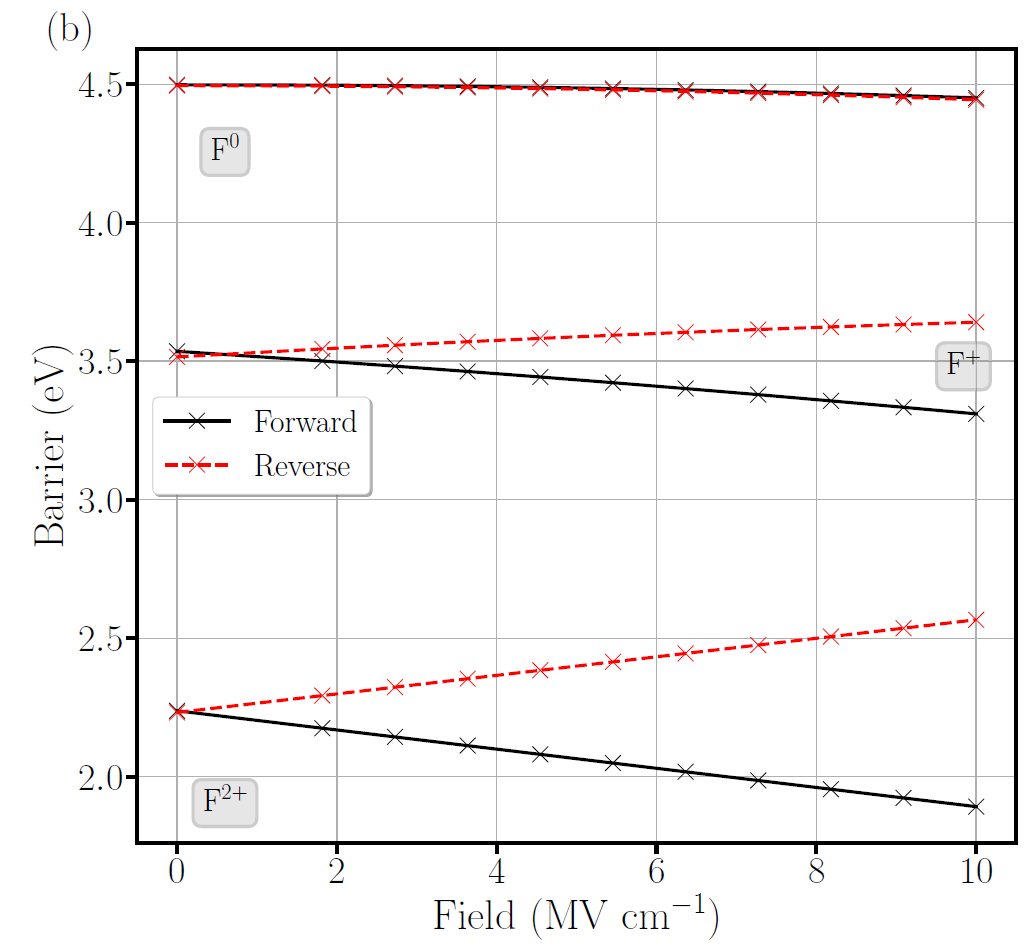 (b)
4.5
F⁰
4.0
3.5
F⁺
Forward
Reverse
3.0
2.5
2.0
F²⁺
Barrier (eV)
0 2 4 6 8 10
Field (MV cm⁻¹)